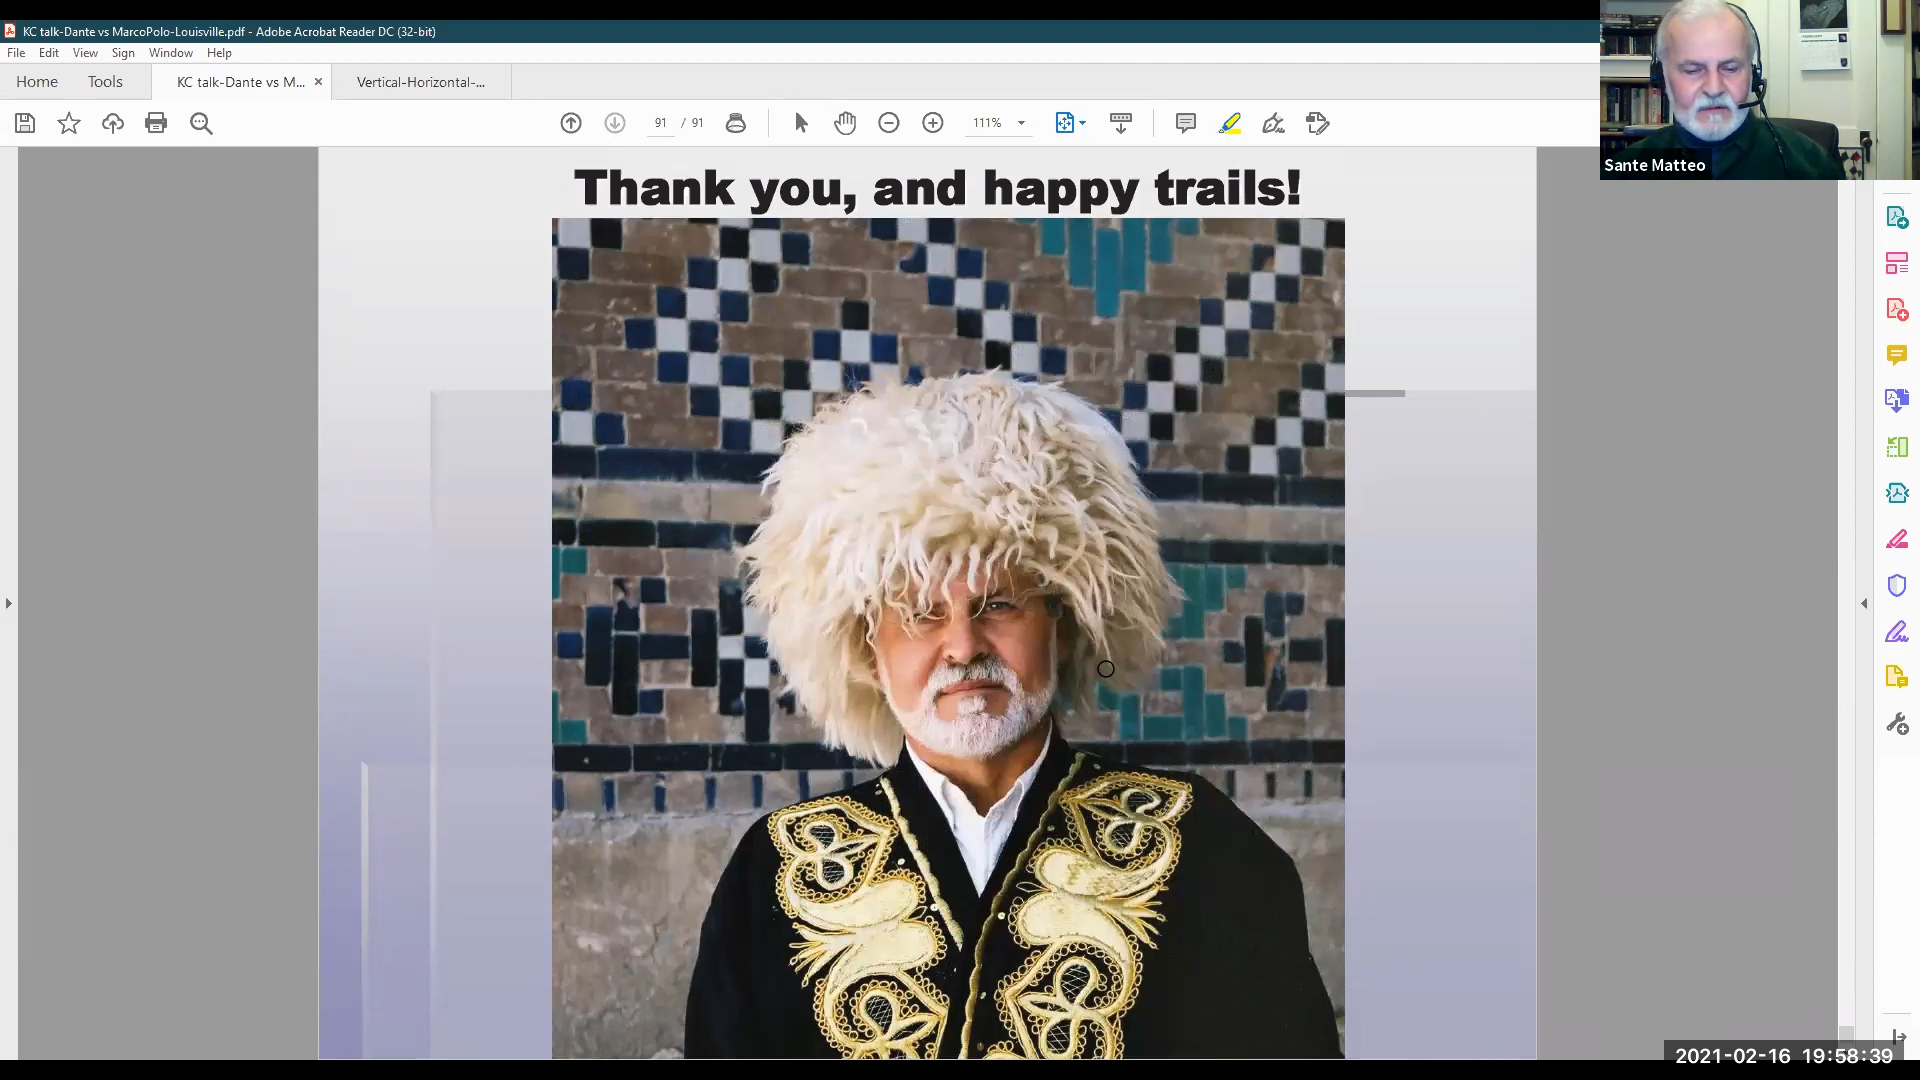 KC talk-Dante vs MarcoPolo-Louisville.pdf - Adobe Acrobat Reader DC (32-bit)
File Edit View Sign Window Help
Home Tools KC talk-Dante vs M... × Vertical-Horizontal-...
91 / 91 111%
Sante Matteo
Thank you, and happy trails!
2021-02-16 19:58:39